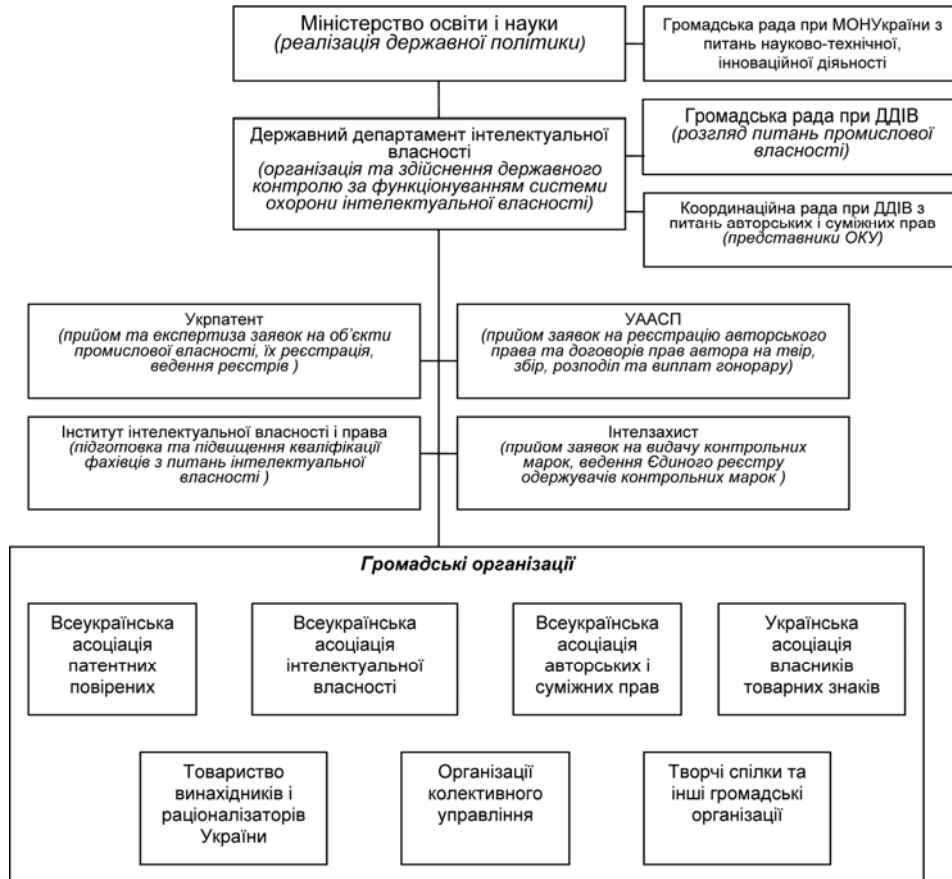 Міністерство освіти і науки
(реалізація державної політики)
Громадська рада при МОНУкраїни з
питань науково-технічної,
інноваційної діяьності
Державний департамент інтелектуальної
власності
(організація та здійснення державного
контролю за функціонуванням системи
охорони інтелектуальної власності)
Громадська рада при ДДІВ
(розгляд питань промислової
власності)
Координаційна рада при ДДІВ з
питань авторських і суміжних прав
(представники ОКУ)
Укрпатент
(прийом та експертиза заявок на об’єкти
промислової власності, їх реєстрація,
ведення реєстрів )
УААСП
(прийом заявок на реєстрацію авторського
права та договорів прав автора на твір,
збір, розподіл та виплат гонорару)
Інститут інтелектуальної власності і права
(підготовка та підвищення кваліфікації
фахівців з питань інтелектуальної
власності )
Інтелзахист
(прийом заявок на видачу контрольних
марок, ведення Єдиного реєстру
одержувачів контрольних марок )
Громадські організації
Всеукраїнська
асоціація
патентних
повірених
Всеукраїнська
асоціація
інтелектуальної
власності
Всеукраїнська
асоціація
авторських і
суміжних прав
Українська
асоціація
власників
товарних знаків
Товариство
винахідників і
раціоналізаторів
України
Організації
колективного
управління
Творчі спілки та
інші громадські
організації